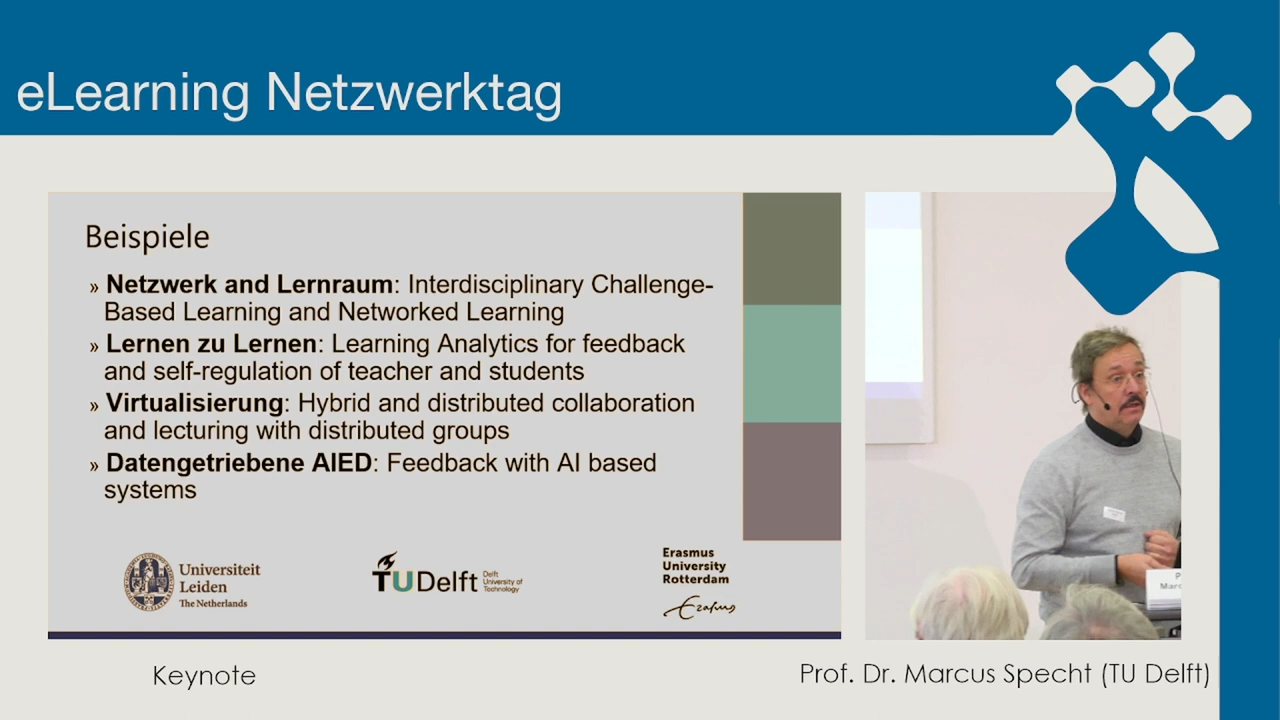 eLearning Netzwerktag
Beispiele
» Netzwerk and Lernraum: Interdisciplinary Challenge-
Based Learning and Networked Learning
» Lernen zu Lernen: Learning Analytics for feedback
and self-regulation of teacher and students
» Virtualisierung: Hybrid and distributed collaboration
and lecturing with distributed groups
» Datengetriebene AIED: Feedback with AI based
systems
Universiteit
Leiden
The Netherlands
TUDelft
Delft
University of
Technology
Erasmus
University
Rotterdam
Erasmus
Keynote
Prof. Dr. Marcus Specht (TU Delft)